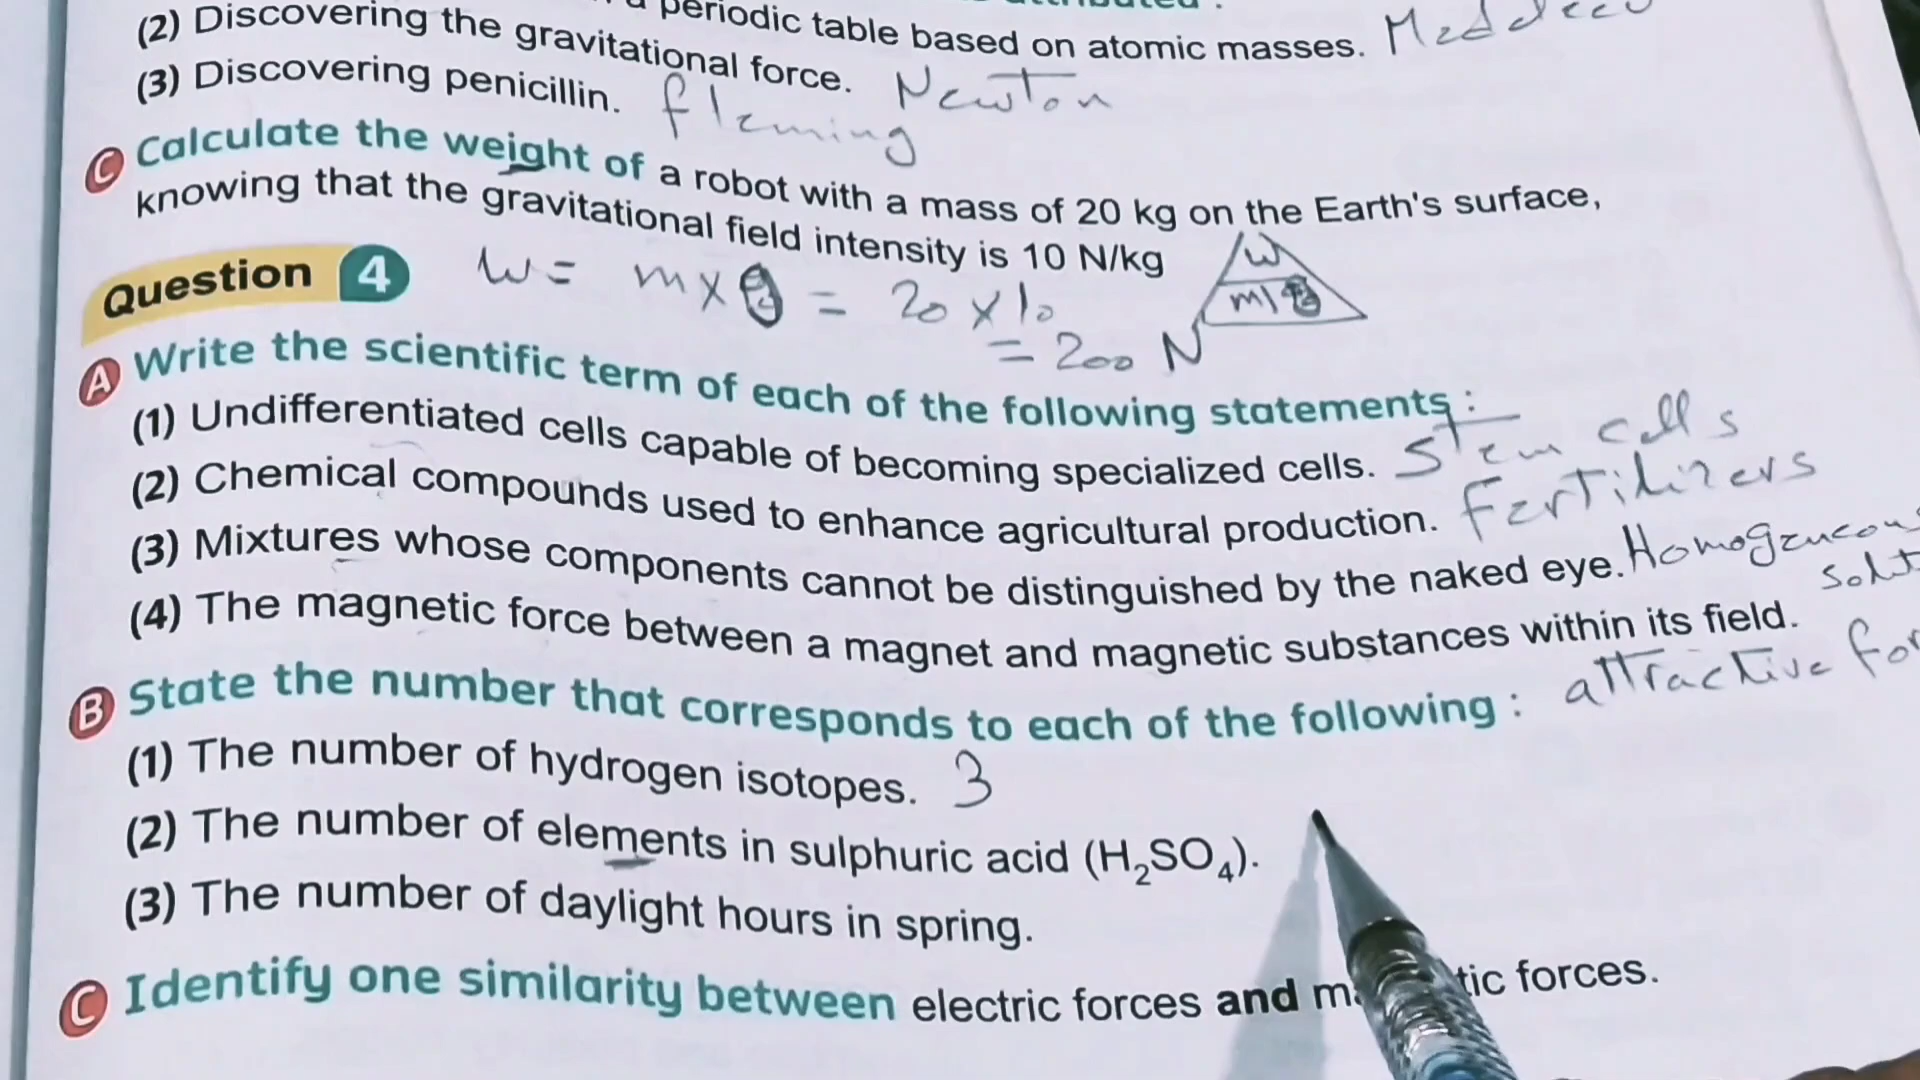 periodic table based on atomic masses.
(2) Discovering the gravitational force. Newton
(3) Discovering penicillin. fleming
C Calculate the weight of a robot with a mass of 20 kg on the Earth's surface,
knowing that the gravitational field intensity is 10 N/kg
W
m|g
Question 4
W = m x g = 20 x 10
= 200 N
A Write the scientific term of each of the following statements :
(1) Undifferentiated cells capable of becoming specialized cells. Stem cells
(2) Chemical compounds used to enhance agricultural production. Fertilizers
(3) Mixtures whose components cannot be distinguished by the naked eye. Homogeneous
solut
(4) The magnetic force between a magnet and magnetic substances within its field.
attractive for
B State the number that corresponds to each of the following :
(1) The number of hydrogen isotopes. 3
(2) The number of elements in sulphuric acid (H₂SO₄).
(3) The number of daylight hours in spring.
C Identify one similarity between electric forces and m tic forces.